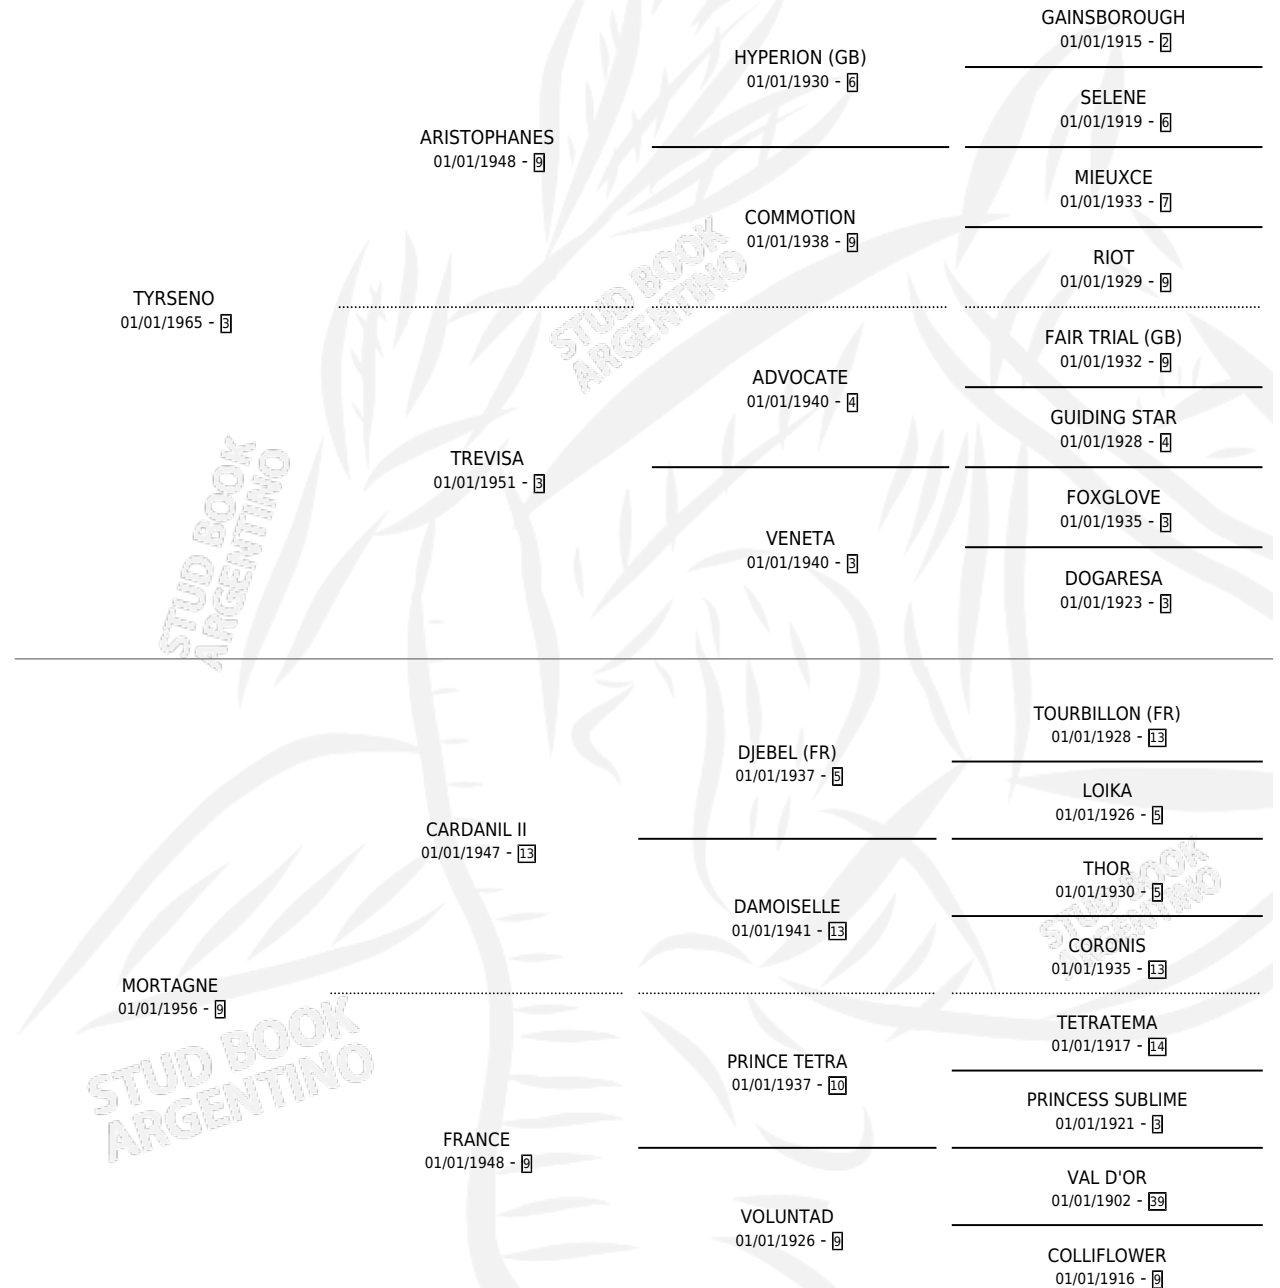 GAINSBOROUGH
01/01/1915 - 2
HYPERION (GB)
01/01/1930 - 6
SELENE
01/01/1919 - 6
ARISTOPHANES
01/01/1948 - 9
MIEUXCE
01/01/1933 - 7
COMMOTION
01/01/1938 - 9
RIOT
01/01/1929 - 9
TYRSENO
01/01/1965 - 3
STUD BOOK
ARGENTINO
FAIR TRIAL (GB)
01/01/1932 - 9
ADVOCATE
01/01/1940 - 4
GUIDING STAR
01/01/1928 - 4
TREVISA
01/01/1951 - 3
FOXGLOVE
01/01/1935 - 3
VENETA
01/01/1940 - 3
DOGARESA
01/01/1923 - 3
STUD BOOK
ARGENTINO
TOURBILLON (FR)
01/01/1928 - 13
DJEBEL (FR)
01/01/1937 - 5
LOIKA
01/01/1926 - 5
CARDANIL II
01/01/1947 - 13
THOR
01/01/1930 - 5
DAMOISELLE
01/01/1941 - 13
STUD BOOK
ARGENTINO
CORONIS
01/01/1935 - 13
MORTAGNE
01/01/1956 - 9
TETRATEMA
01/01/1917 - 14
PRINCE TETRA
01/01/1937 - 10
PRINCESS SUBLIME
01/01/1921 - 3
STUD BOOK
ARGENTINO
FRANCE
01/01/1948 - 9
VAL D'OR
01/01/1902 - 39
VOLUNTAD
01/01/1926 - 9
COLLIFLOWER
01/01/1916 - 9